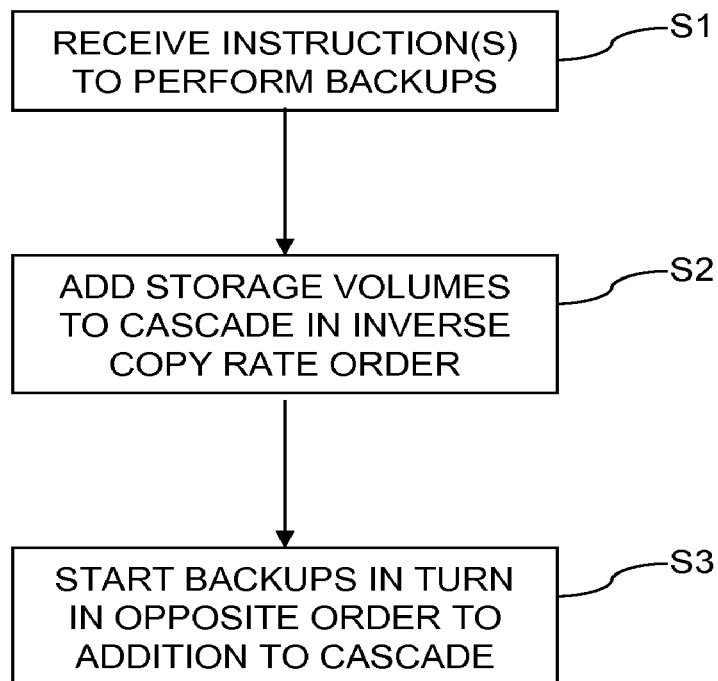 RECEIVE INSTRUCTION(S)
TO PERFORM BACKUPS
S1
ADD STORAGE VOLUMES
TO CASCADE IN INVERSE
COPY RATE ORDER
S2
START BACKUPS IN TURN
IN OPPOSITE ORDER TO
ADDITION TO CASCADE
S3